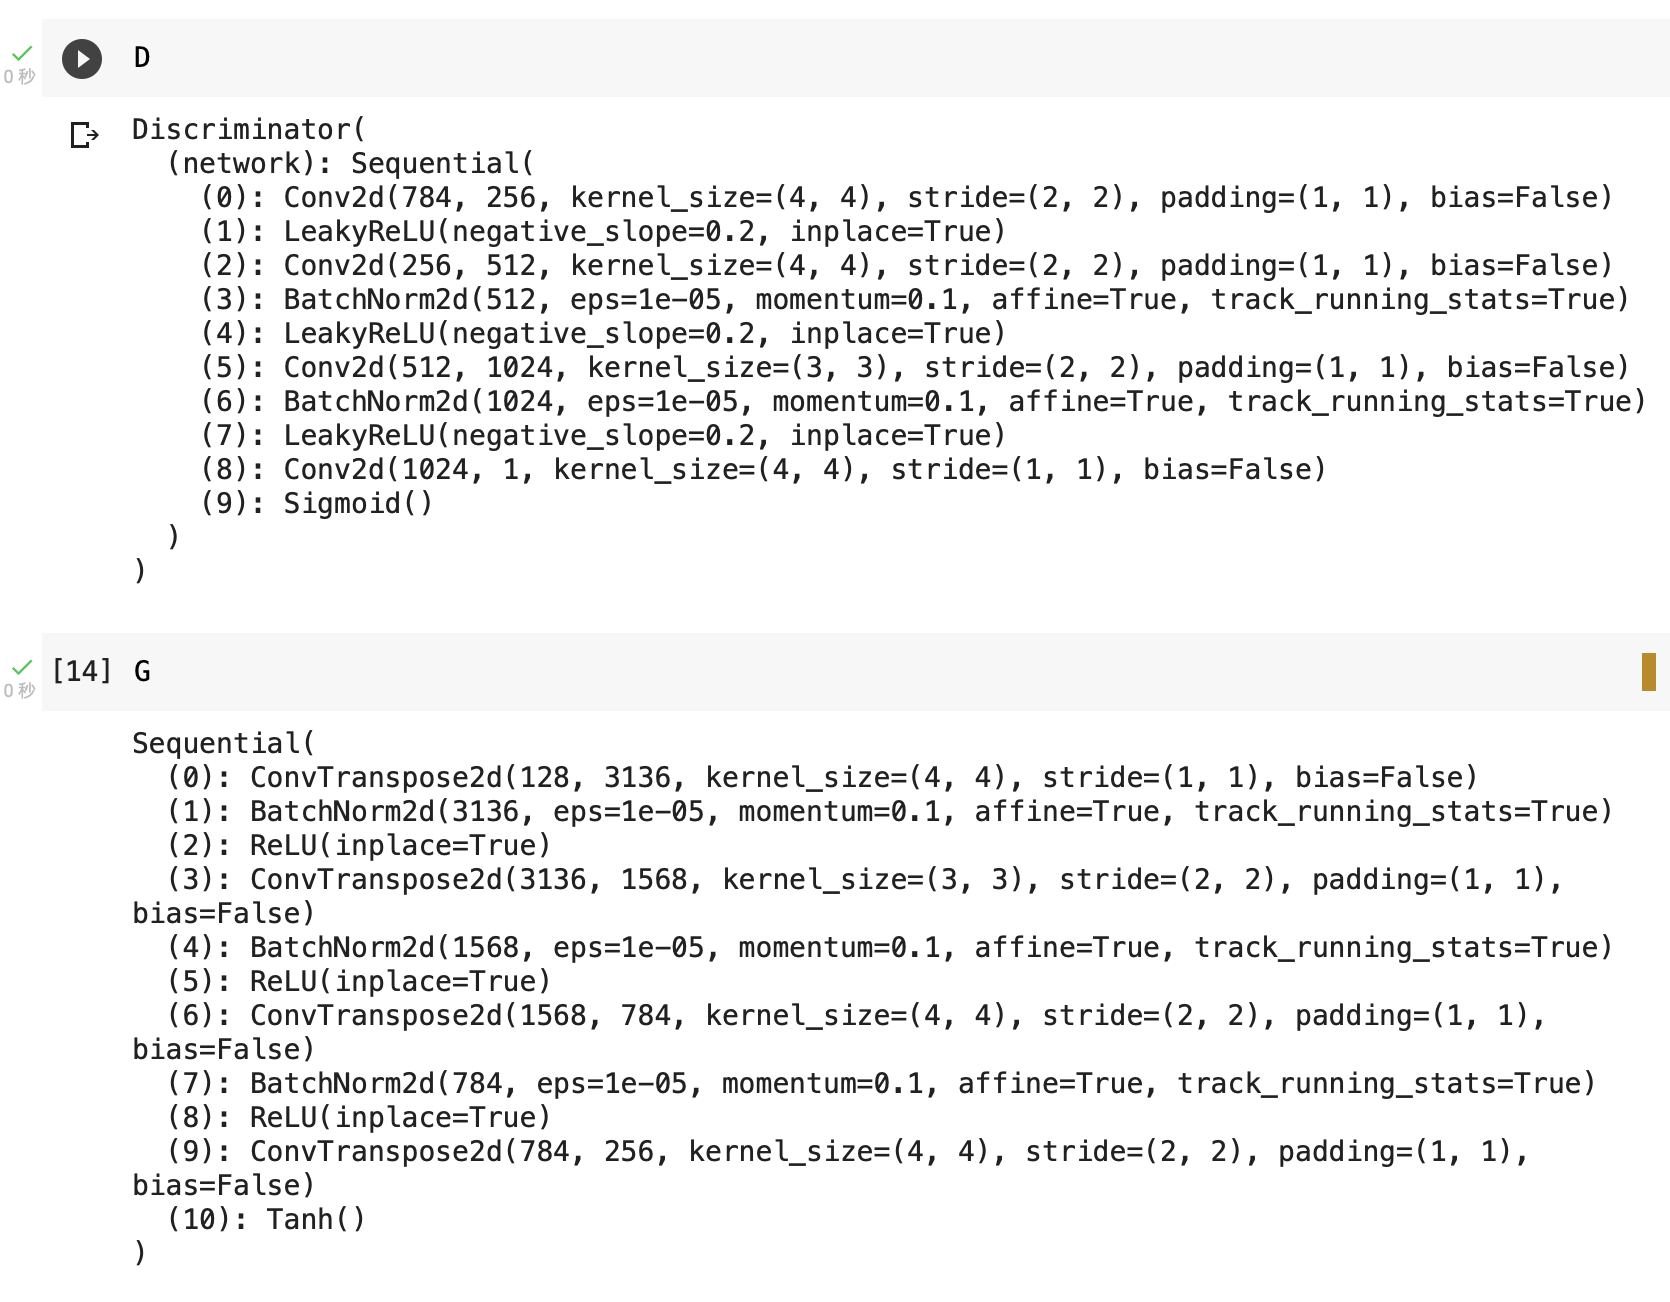 D
0 秒
Discriminator(
  (network): Sequential(
    (0): Conv2d(784, 256, kernel_size=(4, 4), stride=(2, 2), padding=(1, 1), bias=False)
    (1): LeakyReLU(negative_slope=0.2, inplace=True)
    (2): Conv2d(256, 512, kernel_size=(4, 4), stride=(2, 2), padding=(1, 1), bias=False)
    (3): BatchNorm2d(512, eps=1e-05, momentum=0.1, affine=True, track_running_stats=True)
    (4): LeakyReLU(negative_slope=0.2, inplace=True)
    (5): Conv2d(512, 1024, kernel_size=(3, 3), stride=(2, 2), padding=(1, 1), bias=False)
    (6): BatchNorm2d(1024, eps=1e-05, momentum=0.1, affine=True, track_running_stats=True)
    (7): LeakyReLU(negative_slope=0.2, inplace=True)
    (8): Conv2d(1024, 1, kernel_size=(4, 4), stride=(1, 1), bias=False)
    (9): Sigmoid()
  )
)
[14] G
0 秒
Sequential(
  (0): ConvTranspose2d(128, 3136, kernel_size=(4, 4), stride=(1, 1), bias=False)
  (1): BatchNorm2d(3136, eps=1e-05, momentum=0.1, affine=True, track_running_stats=True)
  (2): ReLU(inplace=True)
  (3): ConvTranspose2d(3136, 1568, kernel_size=(3, 3), stride=(2, 2), padding=(1, 1),
bias=False)
  (4): BatchNorm2d(1568, eps=1e-05, momentum=0.1, affine=True, track_running_stats=True)
  (5): ReLU(inplace=True)
  (6): ConvTranspose2d(1568, 784, kernel_size=(4, 4), stride=(2, 2), padding=(1, 1),
bias=False)
  (7): BatchNorm2d(784, eps=1e-05, momentum=0.1, affine=True, track_running_stats=True)
  (8): ReLU(inplace=True)
  (9): ConvTranspose2d(784, 256, kernel_size=(4, 4), stride=(2, 2), padding=(1, 1),
bias=False)
  (10): Tanh()
)